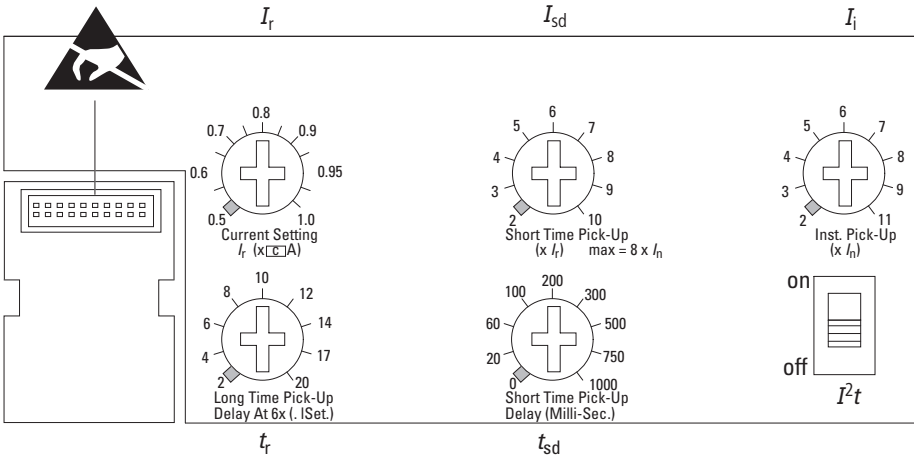 Ir Isd Ii
0.5 0.6 0.7 0.8 0.9 0.95 1.0
Current Setting
Ir (x c A)
2 3 4 5 6 7 8 9 10
Short Time Pick-Up
(x Ir) max = 8 x In
2 3 4 5 6 7 8 9 11
Inst. Pick-Up
(x In)
2 4 6 8 10 12 14 17 20
Long Time Pick-Up
Delay At 6x (. ISet.)
0 20 60 100 200 300 500 750 1000
Short Time Pick-Up
Delay (Milli-Sec.)
on
off
I²t
tr tsd